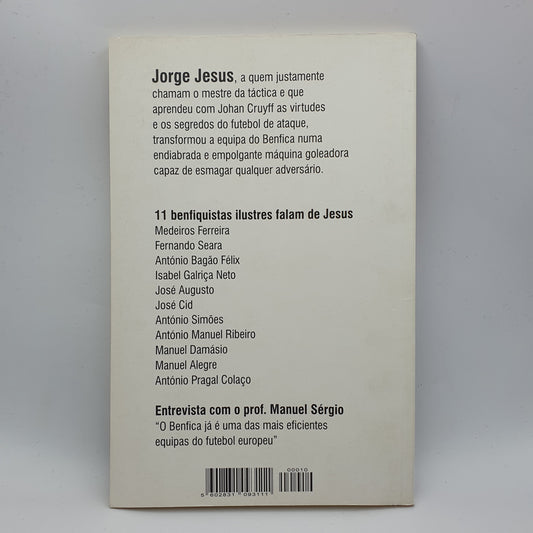 Jorge Jesus, a quem justamente
chamam o mestre da táctica e que
aprendeu com Johan Cruyff as virtudes
e os segredos do futebol de ataque,
transformou a equipa do Benfica numa
endiabrada e empolgante máquina goleadora
capaz de esmagar qualquer adversário.
11 benfiquistas ilustres falam de Jesus
Medeiros Ferreira
Fernando Seara
António Bagão Félix
Isabel Galriça Neto
José Augusto
José Cid
António Simões
António Manuel Ribeiro
Manuel Damásio
Manuel Alegre
António Pragal Colaço
Entrevista com o prof. Manuel Sérgio
“O Benfica já é uma das mais eficientes
equipas do futebol europeu”
00010
5 602831 093111